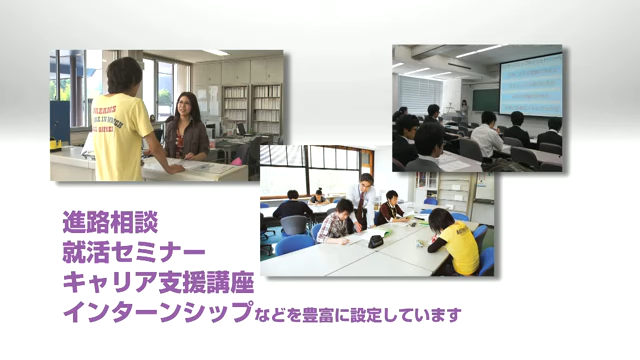 進路相談
就活セミナー
キャリア支援講座
インターンシップなどを豊富に設定しています